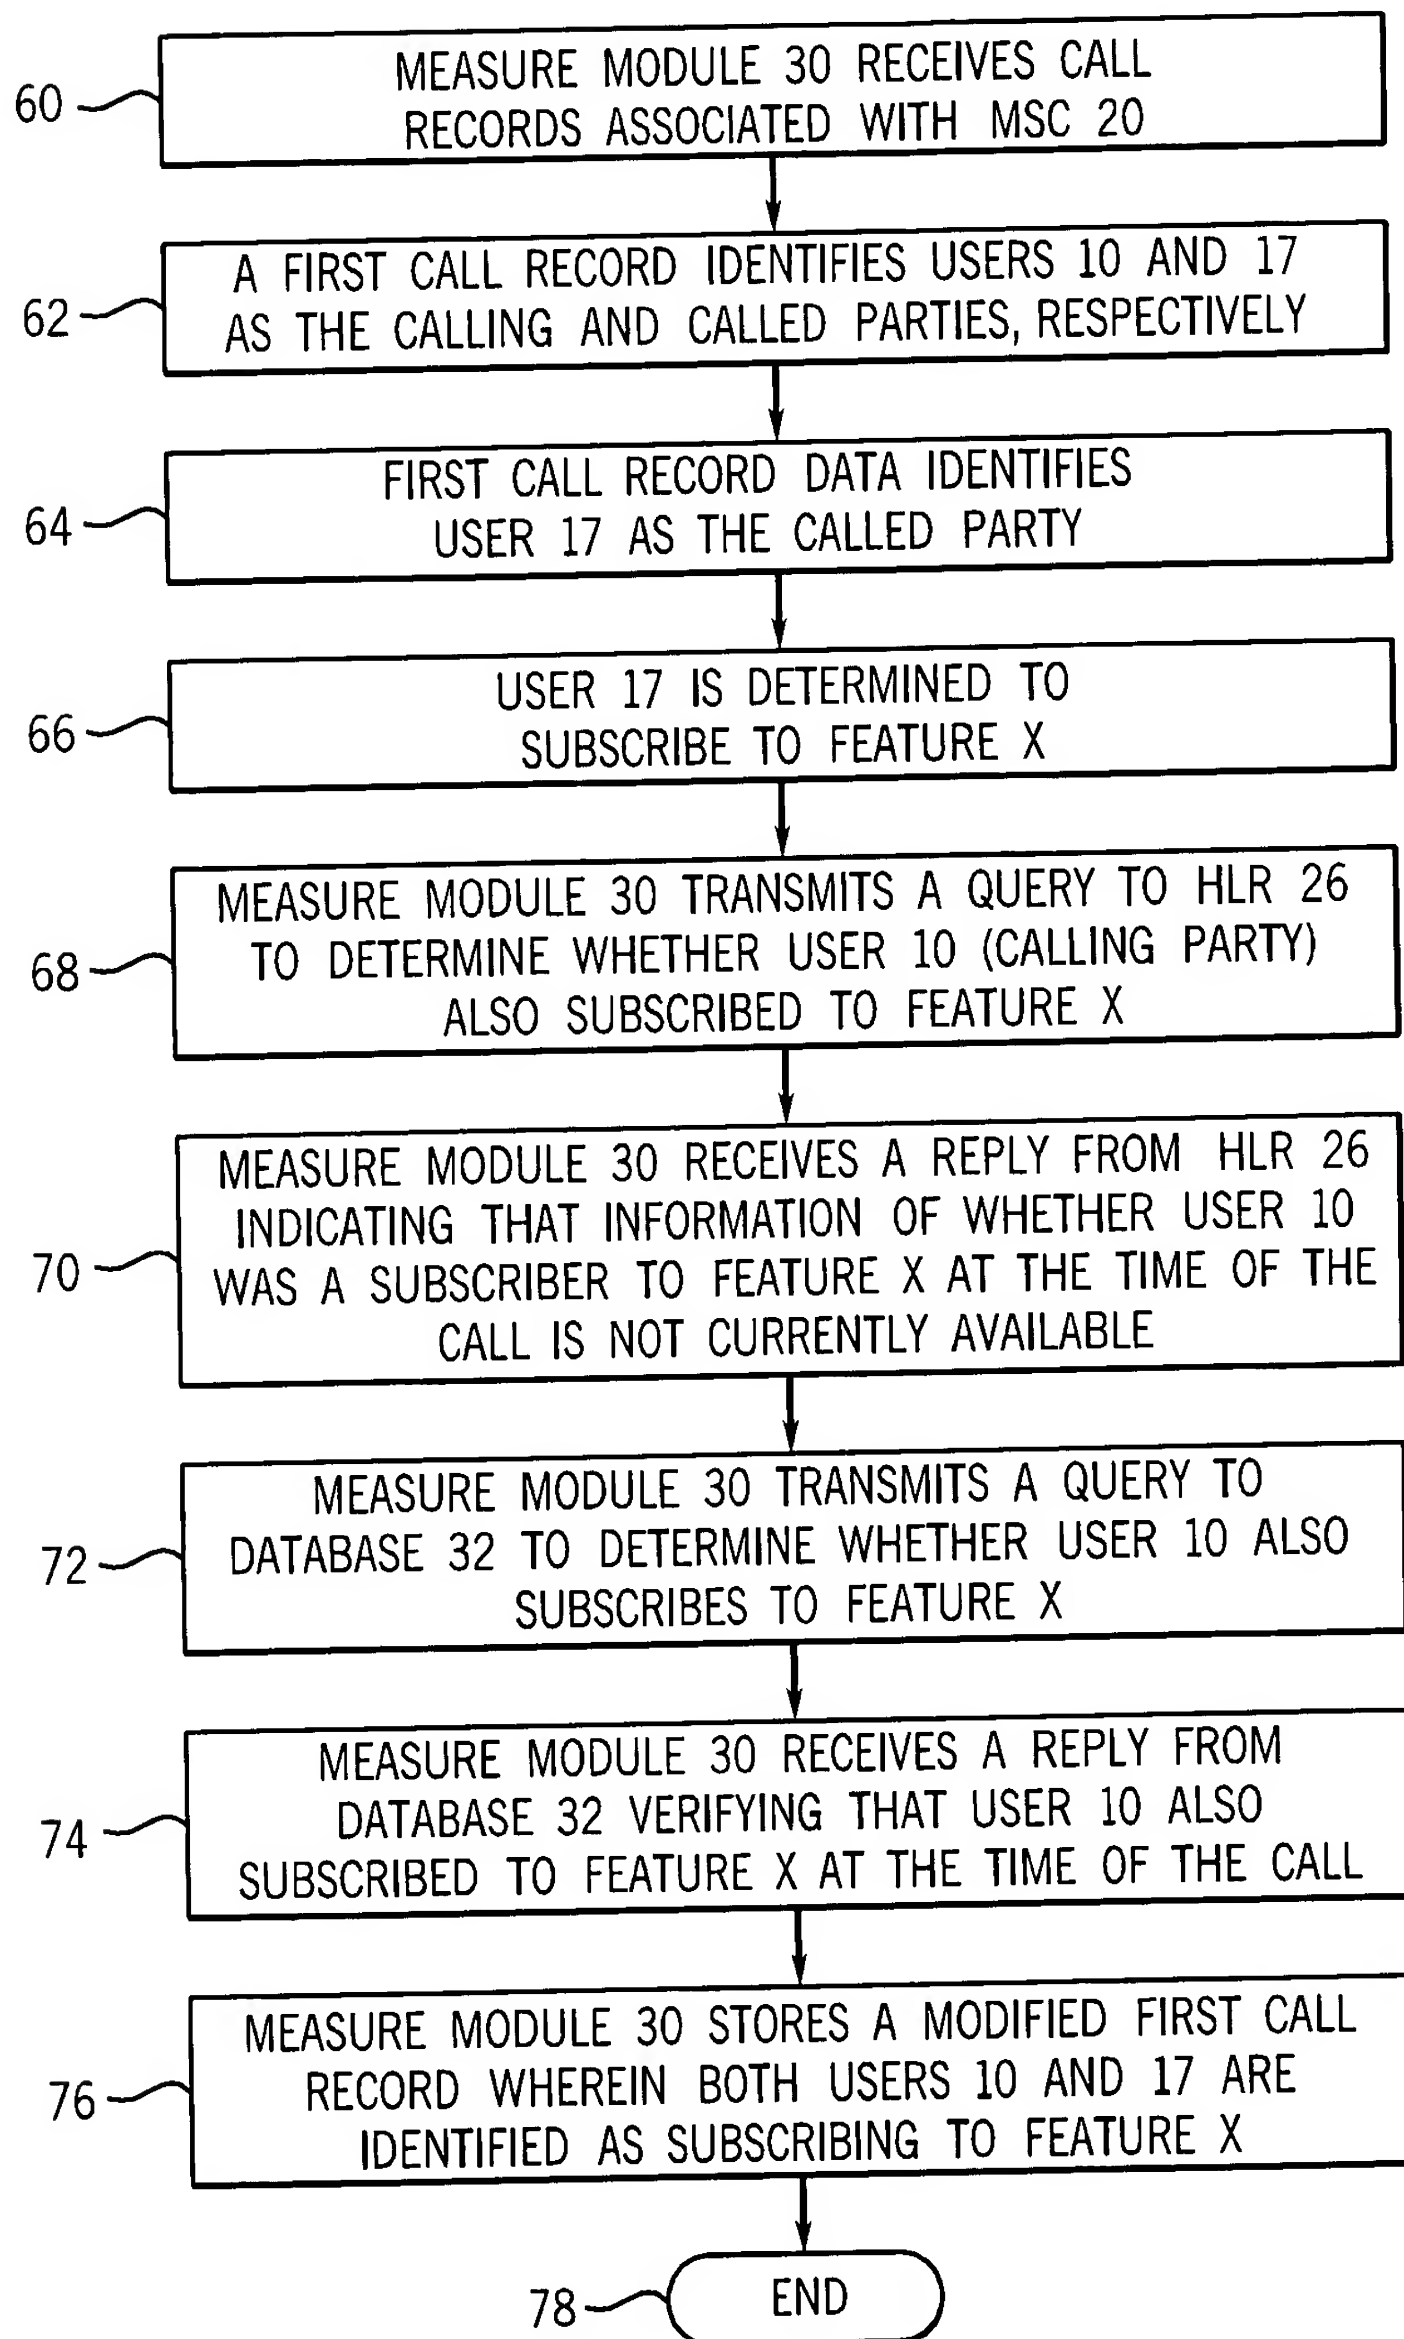 60
MEASURE MODULE 30 RECEIVES CALL
RECORDS ASSOCIATED WITH MSC 20
62
A FIRST CALL RECORD IDENTIFIES USERS 10 AND 17
AS THE CALLING AND CALLED PARTIES, RESPECTIVELY
64
FIRST CALL RECORD DATA IDENTIFIES
USER 17 AS THE CALLED PARTY
66
USER 17 IS DETERMINED TO
SUBSCRIBE TO FEATURE X
68
MEASURE MODULE 30 TRANSMITS A QUERY TO HLR 26
TO DETERMINE WHETHER USER 10 (CALLING PARTY)
ALSO SUBSCRIBED TO FEATURE X
70
MEASURE MODULE 30 RECEIVES A REPLY FROM HLR 26
INDICATING THAT INFORMATION OF WHETHER USER 10
WAS A SUBSCRIBER TO FEATURE X AT THE TIME OF THE
CALL IS NOT CURRENTLY AVAILABLE
72
MEASURE MODULE 30 TRANSMITS A QUERY TO
DATABASE 32 TO DETERMINE WHETHER USER 10 ALSO
SUBSCRIBES TO FEATURE X
74
MEASURE MODULE 30 RECEIVES A REPLY FROM
DATABASE 32 VERIFYING THAT USER 10 ALSO
SUBSCRIBED TO FEATURE X AT THE TIME OF THE CALL
76
MEASURE MODULE 30 STORES A MODIFIED FIRST CALL
RECORD WHEREIN BOTH USERS 10 AND 17 ARE
IDENTIFIED AS SUBSCRIBING TO FEATURE X
78
END